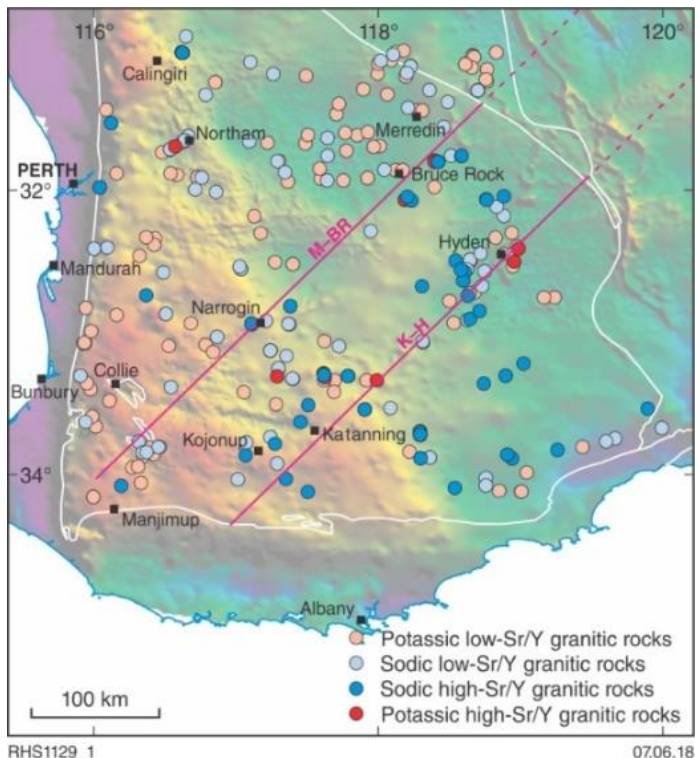 116°
118°
120°
Calingiri
Northam
Merredin
PERTH
Bruce Rock
32°
M–BR
Hyden
Mandurah
Narrogin
K–H
Collie
Bunbury
Kojonup
Katanning
34°
Manjimup
Albany
Potassic low-Sr/Y granitic rocks
Sodic low-Sr/Y granitic rocks
Sodic high-Sr/Y granitic rocks
Potassic high-Sr/Y granitic rocks
100 km
RHS1129_1
07.06.18